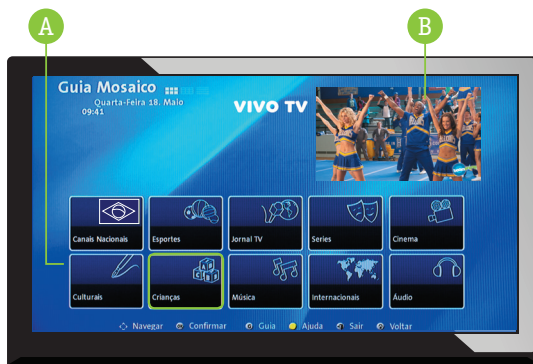 A
B
Guia Mosaico
Quarta-Feira 18. Maio
09:41
VIVO TV
Canais Nacionais
Esportes
Jornal TV
Series
Cinema
Culturais
Crianças
Música
Internacionais
Áudio
Navegar
Confirmar
Guia
Ajuda
Sair
Voltar